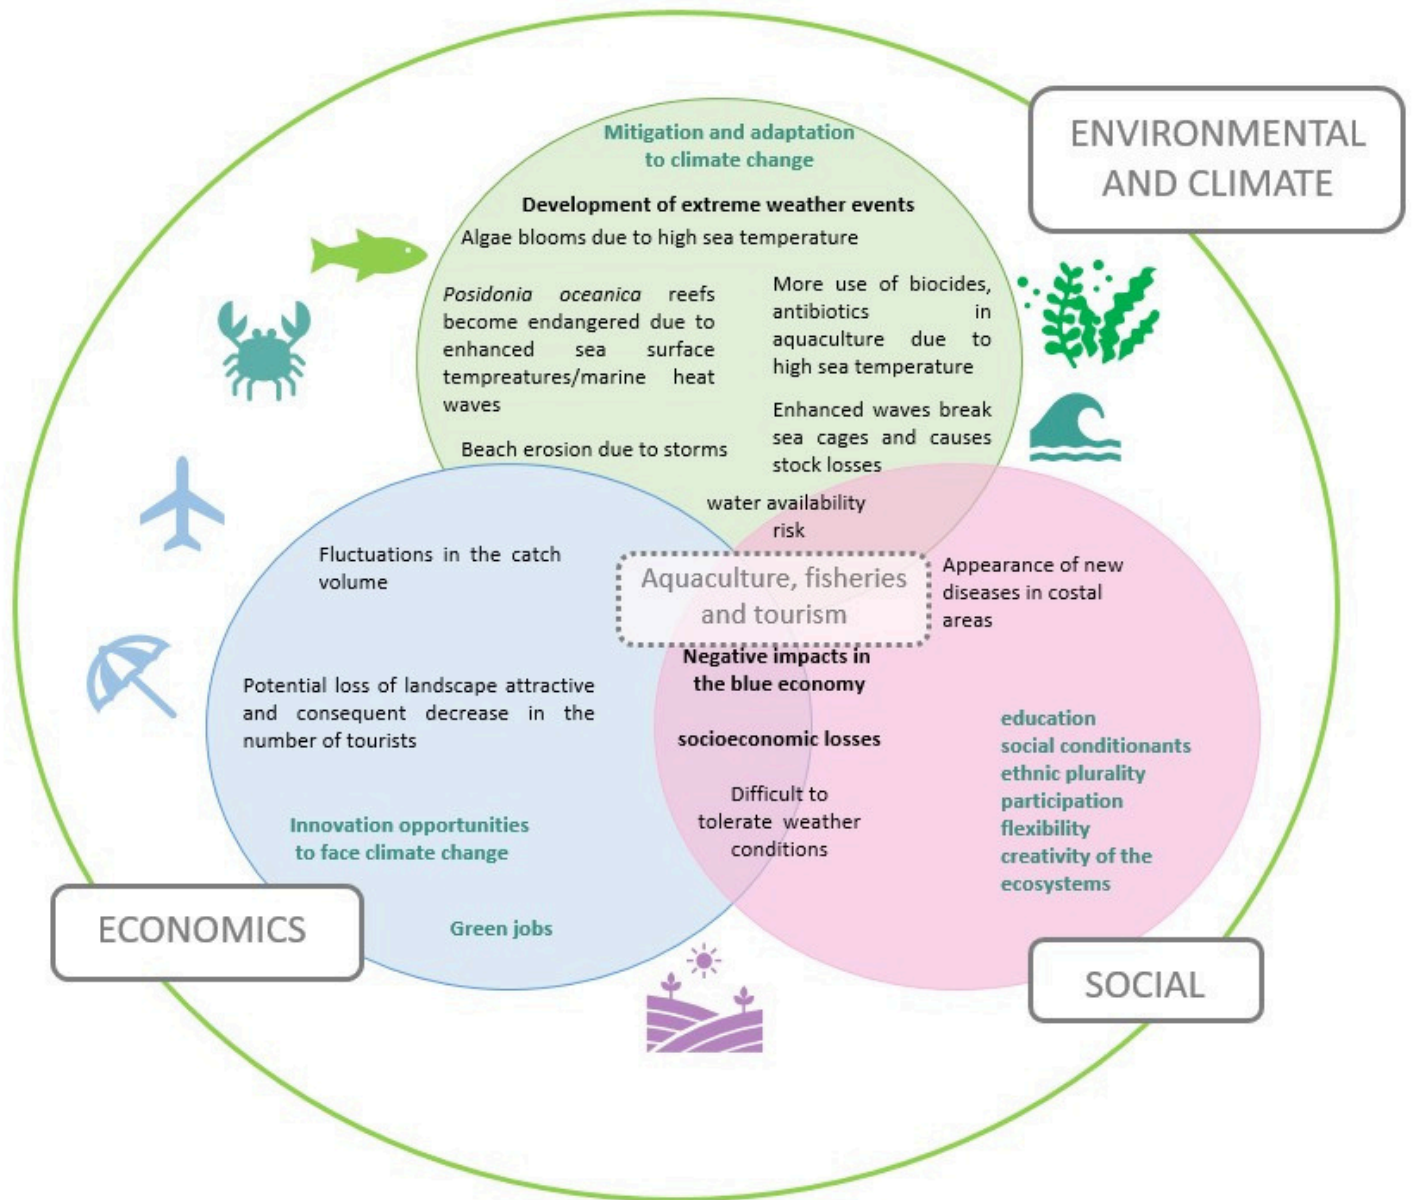 ENVIRONMENTAL
AND CLIMATE
Mitigation and adaptation
to climate change
Development of extreme weather events
Algae blooms due to high sea temperature
Posidonia oceanica reefs
become endangered due to
enhanced sea surface
tempreatures/marine heat
waves
Beach erosion due to storms
More use of biocides,
antibiotics in
aquaculture due to
high sea temperature
Enhanced waves break
sea cages and causes
stock losses
water availability
risk
Aquaculture, fisheries
and tourism
Fluctuations in the catch
volume
Potential loss of landscape attractive
and consequent decrease in the
number of tourists
Innovation opportunities
to face climate change
Green jobs
ECONOMICS
Negative impacts in
the blue economy
socioeconomic losses
Difficult to
tolerate weather
conditions
Appearance of new
diseases in costal
areas
education
social conditionants
ethnic plurality
participation
flexibility
creativity of the
ecosystems
SOCIAL